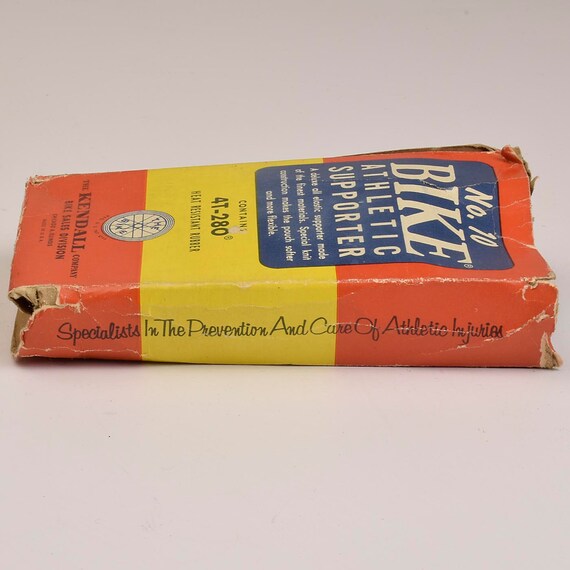 No. 10
BIKE®
ATHLETIC
SUPPORTER
A deluxe all elastic supporter made
of the finest materials. Special knit
construction makes the pouch softer
and more flexible.
CONTAINS
4T-280®
HEAT RESISTANT RUBBER
THE
KENDALL
COMPANY
BIKE SALES DIVISION
Specialists In The Prevention And Care Of Athletic Injuries